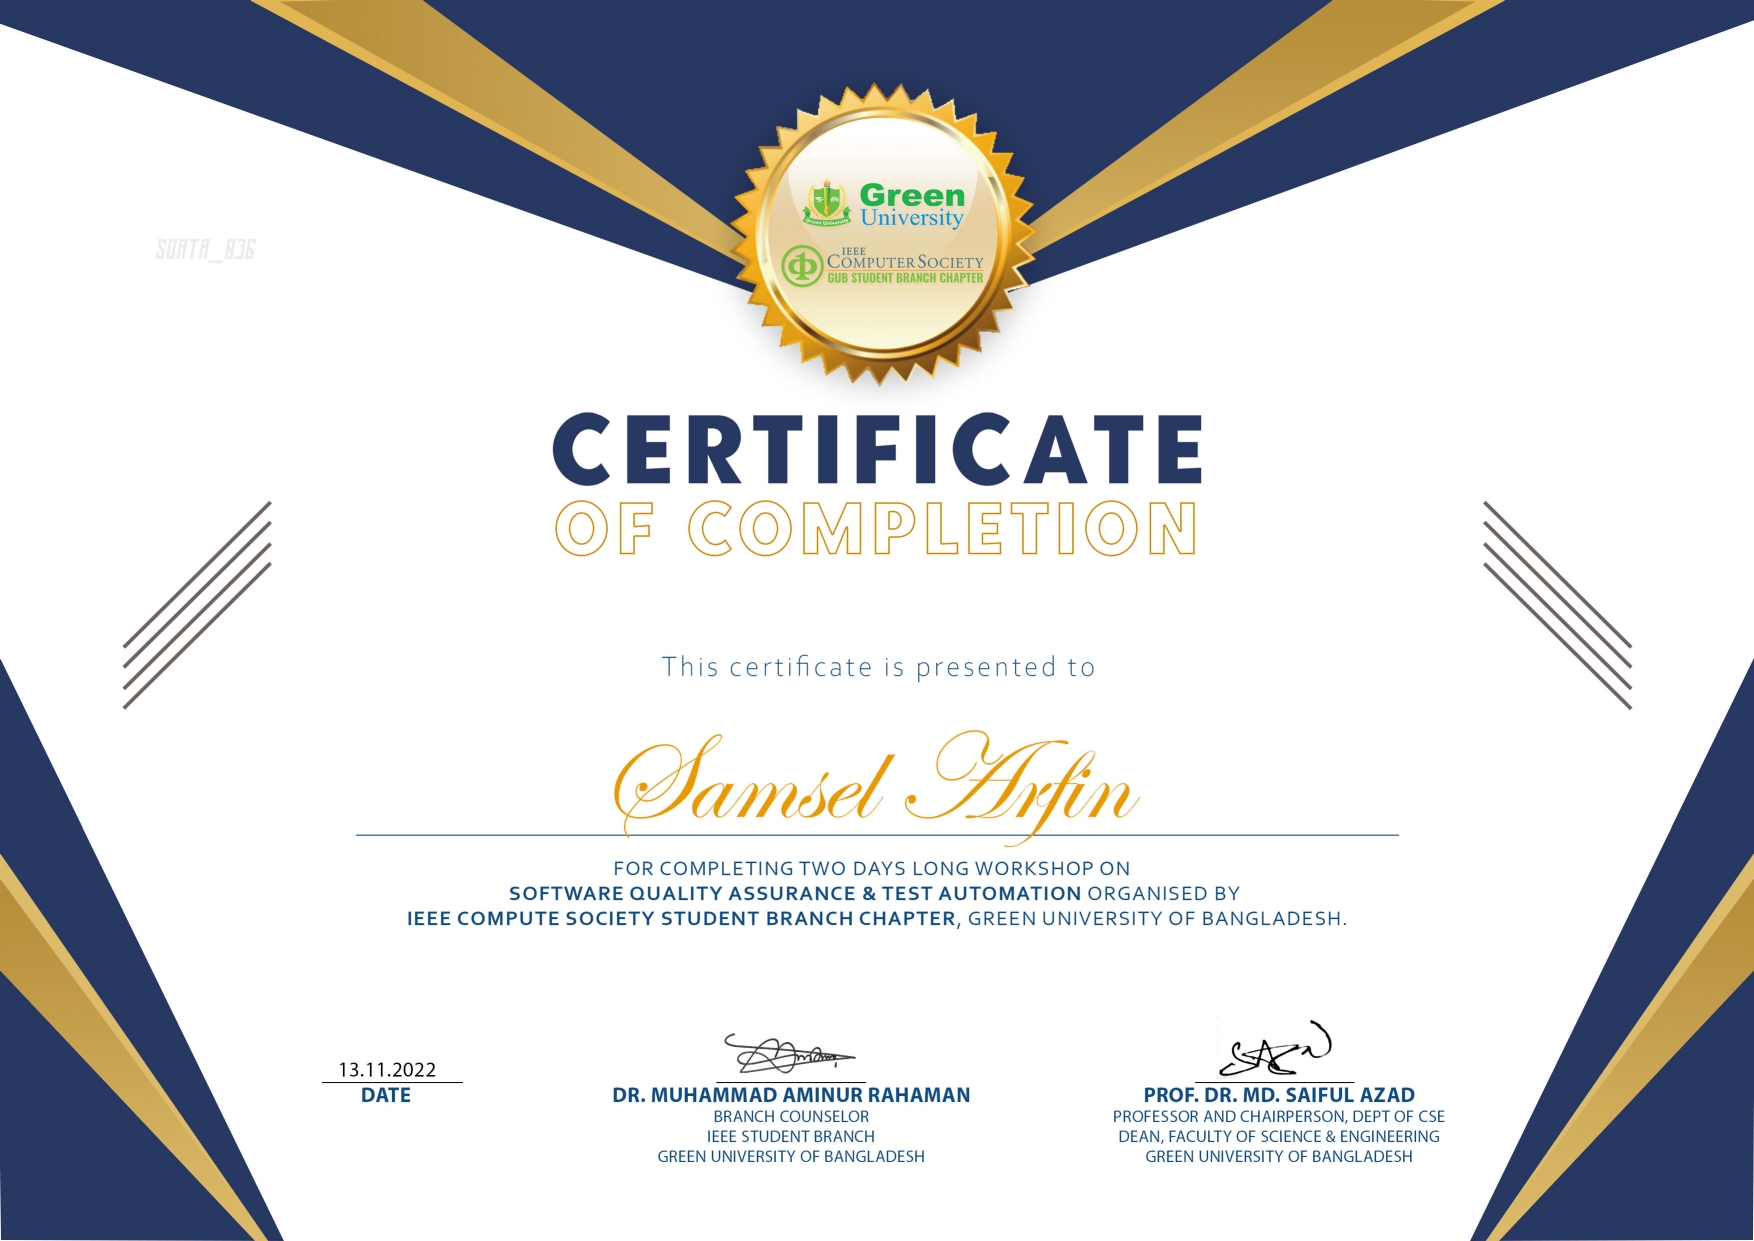 Green
University
Green University
IEEE
COMPUTER SOCIETY
GUB STUDENT BRANCH CHAPTER
SQATA_836
CERTIFICATE
OF COMPLETION
This certificate is presented to
Samsel Arfin
FOR COMPLETING TWO DAYS LONG WORKSHOP ON
SOFTWARE QUALITY ASSURANCE & TEST AUTOMATION ORGANISED BY
IEEE COMPUTE SOCIETY STUDENT BRANCH CHAPTER, GREEN UNIVERSITY OF BANGLADESH.
13.11.2022
DATE
DR. MUHAMMAD AMINUR RAHAMAN
BRANCH COUNSELOR
IEEE STUDENT BRANCH
GREEN UNIVERSITY OF BANGLADESH
PROF. DR. MD. SAIFUL AZAD
PROFESSOR AND CHAIRPERSON, DEPT OF CSE
DEAN, FACULTY OF SCIENCE & ENGINEERING
GREEN UNIVERSITY OF BANGLADESH